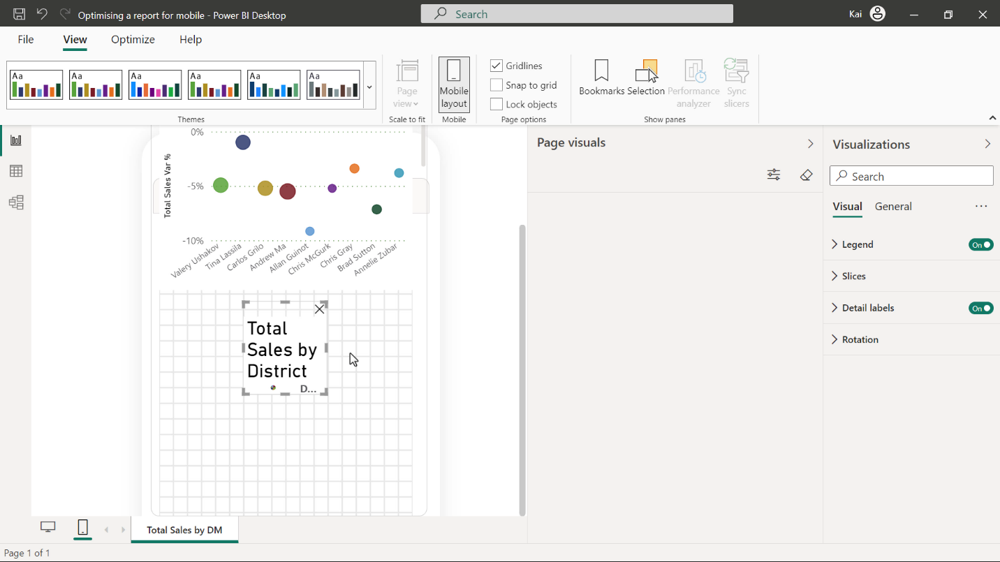 Optimising a report for mobile - Power BI Desktop
Search
Kai
File
View
Optimize
Help
Aa
Aa
Aa
Aa
Aa
Aa
Themes
Page
view
Scale to fit
Mobile
layout
Mobile
Gridlines
Snap to grid
Lock objects
Page options
Bookmarks
Selection
Performance
analyzer
Sync
slicers
Show panes
0%
-5%
-10%
Total Sales Var %
Valery Ushakov
Tina Lassila
Carlos Grilo
Andrew Ma
Allan Guinot
Chris McGurk
Chris Gray
Brad Sutton
Annelie Zubar
Total
Sales by
District
D...
Page visuals
Visualizations
Search
Visual
General
Legend
On
Slices
Detail labels
On
Rotation
Total Sales by DM
Page 1 of 1